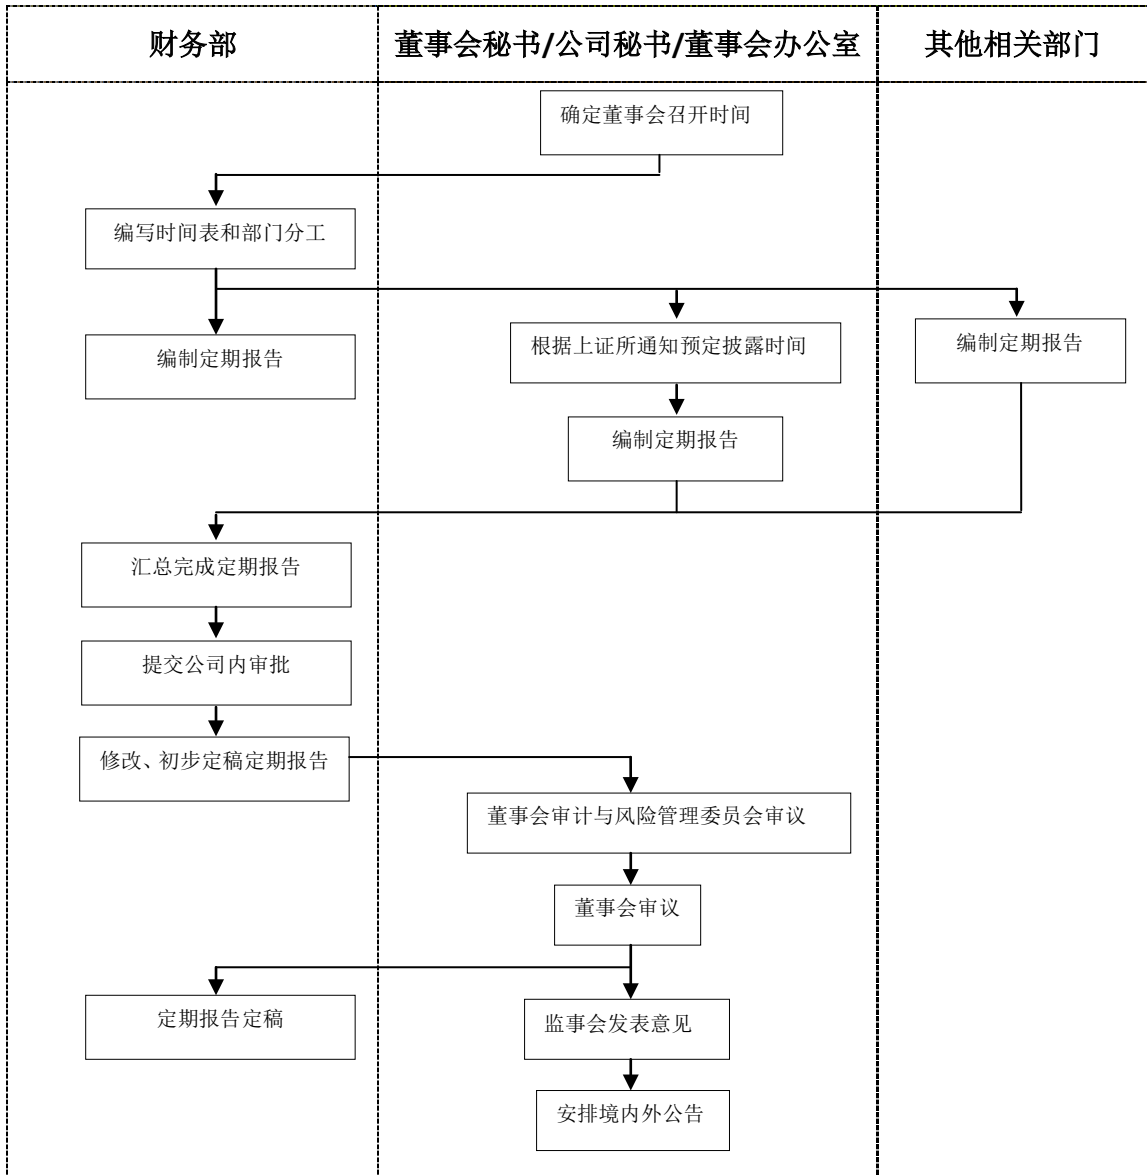 财务部
董事会秘书/公司秘书/董事会办公室
其他相关部门
确定董事会召开时间
编写时间表和部门分工
编制定期报告
根据上证所通知预定披露时间
编制定期报告
编制定期报告
汇总完成定期报告
提交公司内审批
修改、初步定稿定期报告
董事会审计与风险管理委员会审议
董事会审议
定期报告定稿
监事会发表意见
安排境内外公告